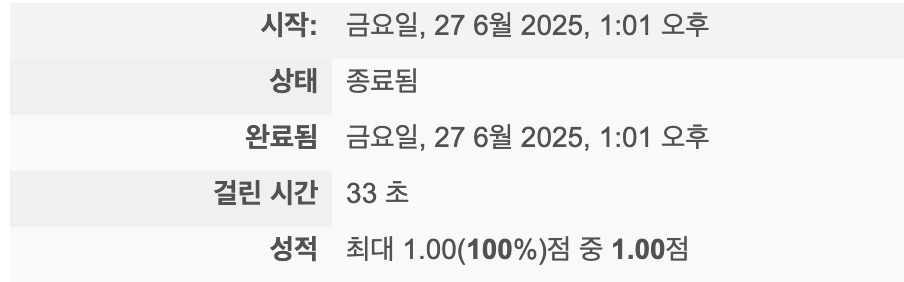 시작: 금요일, 27 6월 2025, 1:01 오후
상태 종료됨
완료됨 금요일, 27 6월 2025, 1:01 오후
걸린 시간 33 초
성적 최대 1.00(100%)점 중 1.00점